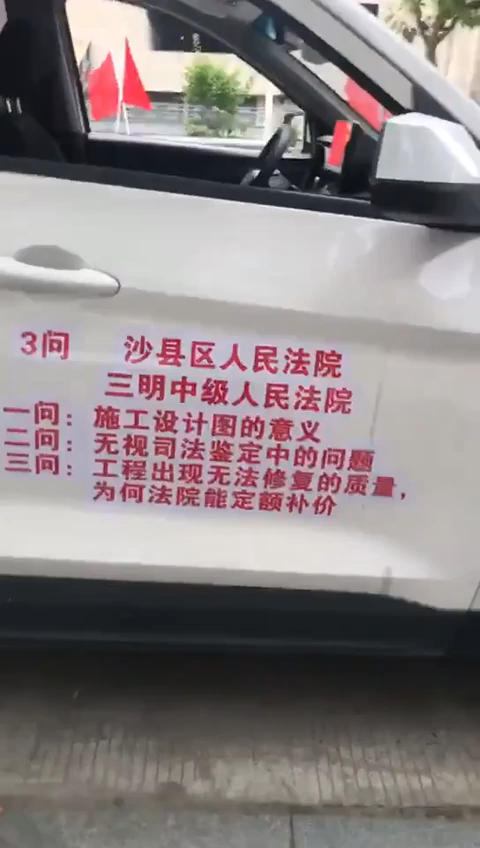 3问 沙县区人民法院
三明中级人民法院
一问：施工设计图的意义
二问：无视司法鉴定中的问题
三问：工程出现无法修复的质量，
为何法院能定额补价